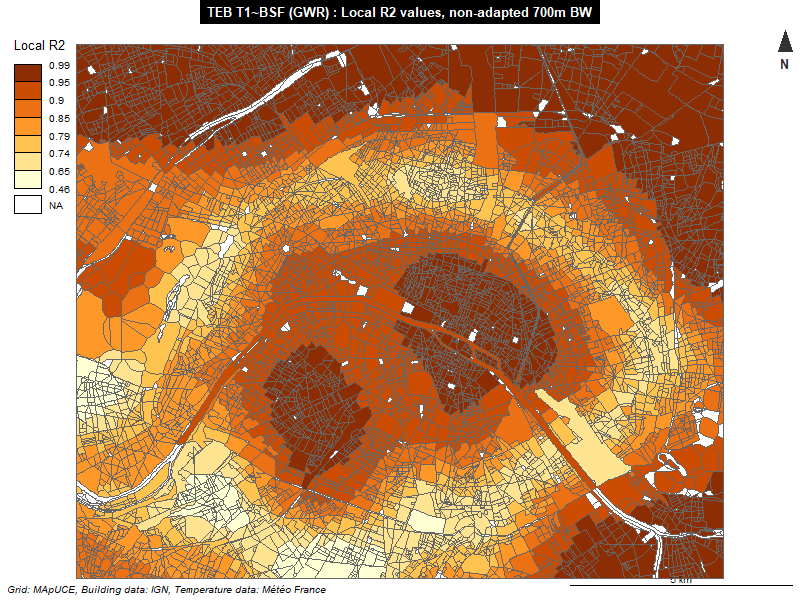 TEB T1~BSF (GWR) : Local R2 values, non-adapted 700m BW
Local R2
0.99
0.95
0.9
0.85
0.79
0.74
0.65
0.46
NA
N
5 km
Grid: MApUCE, Building data: IGN, Temperature data: Météo France